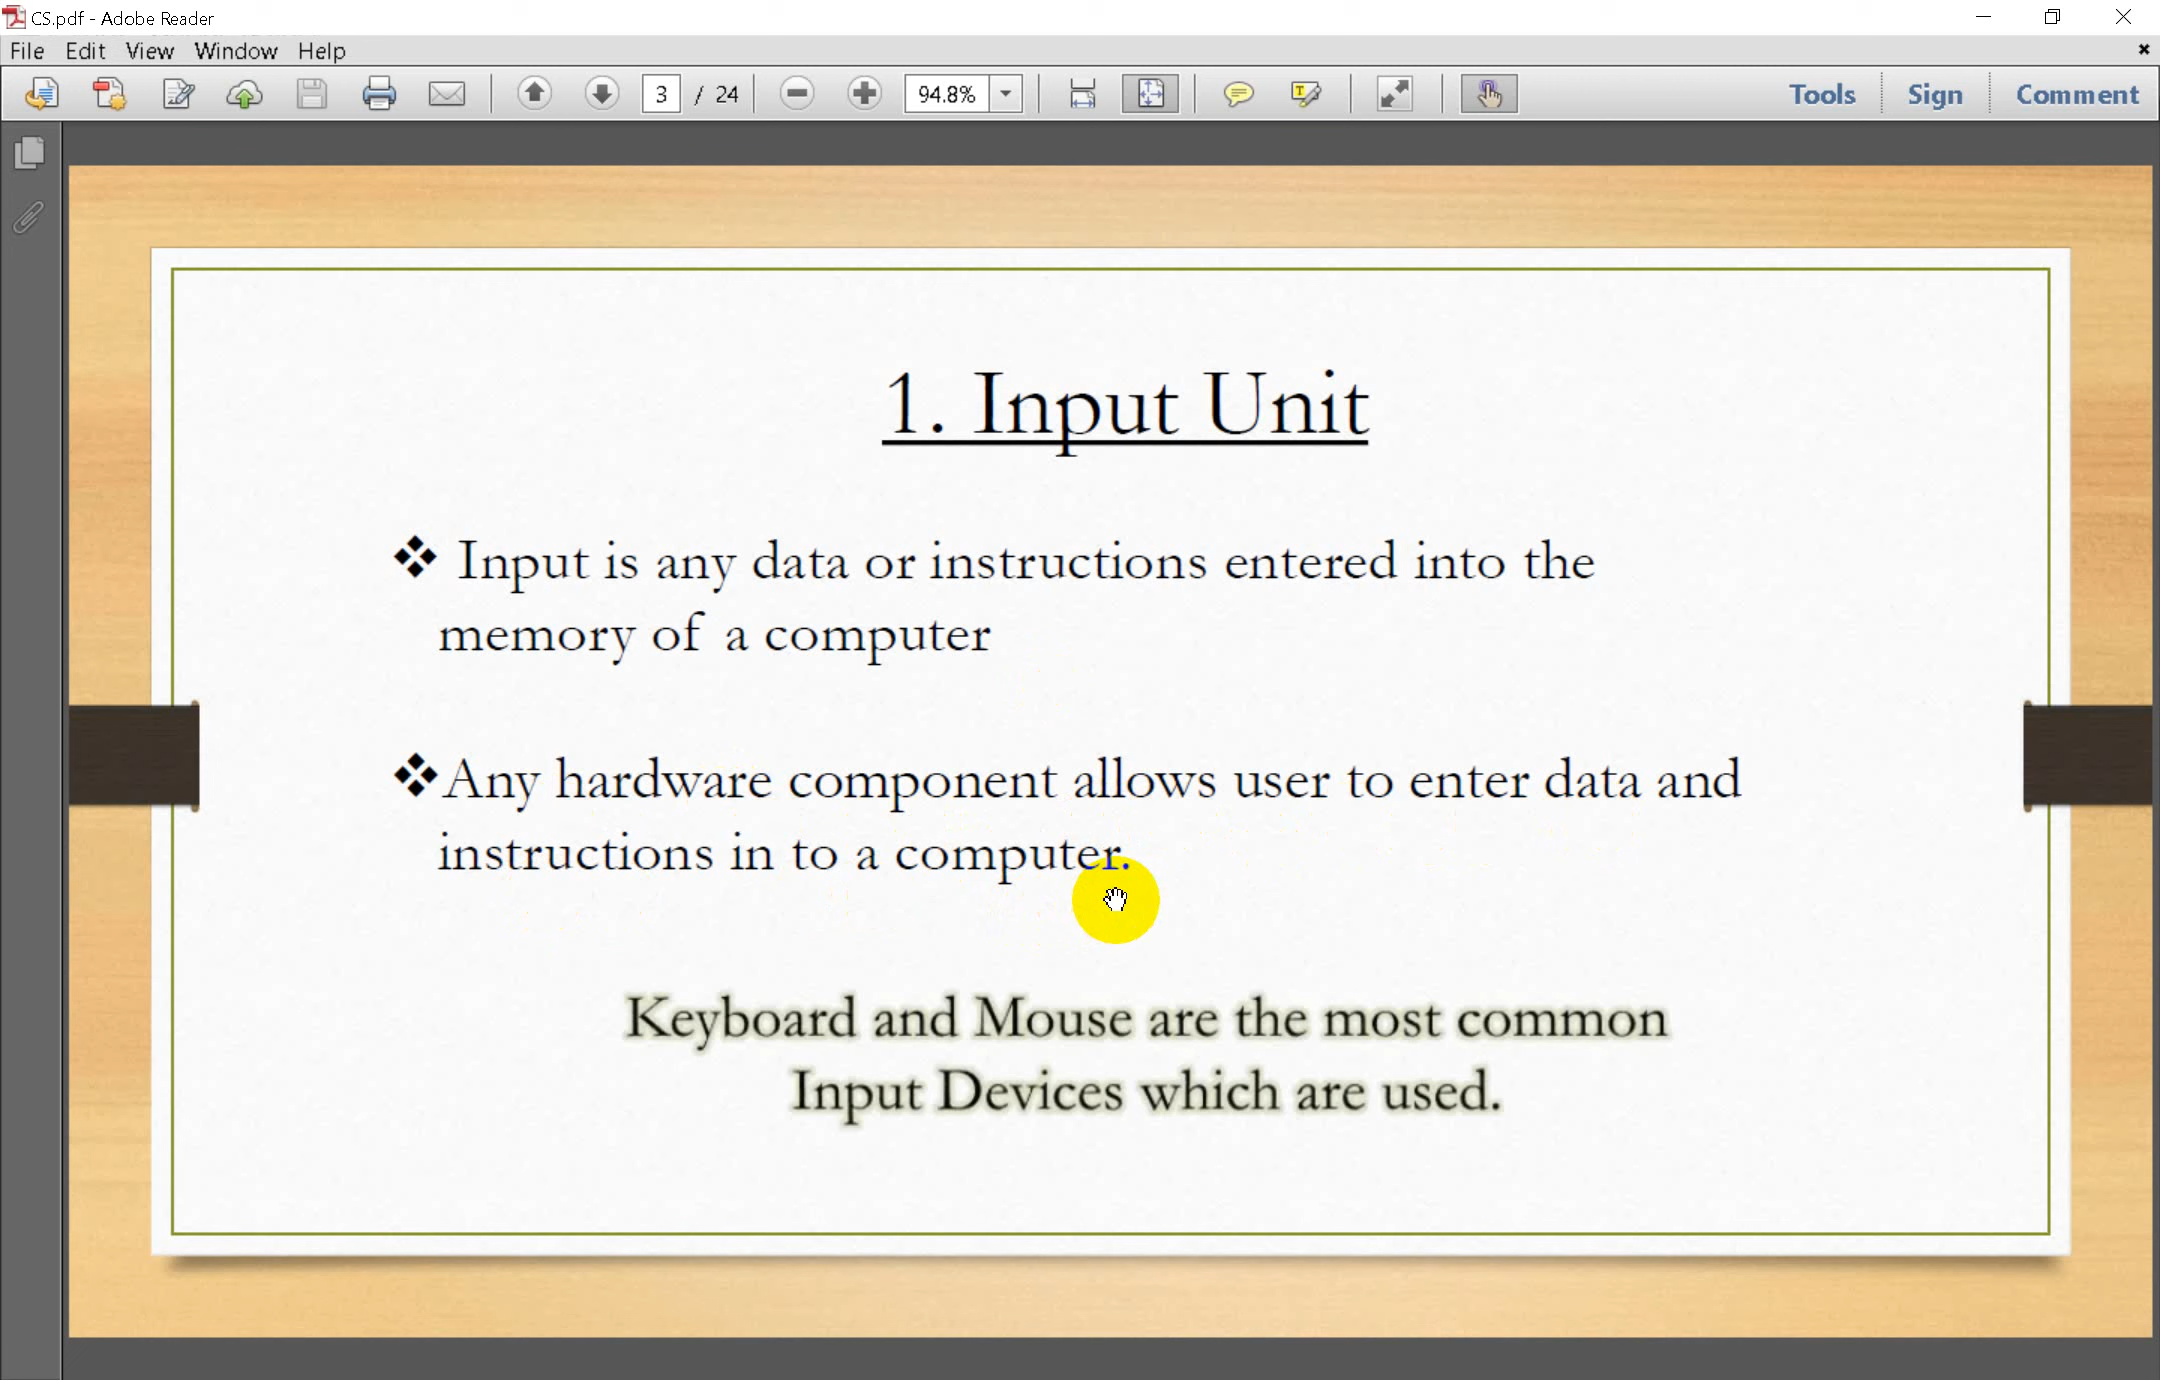 CS.pdf - Adobe Reader
File Edit View Window Help
3 / 24 94.8% Tools Sign Comment
1. Input Unit
❖ Input is any data or instructions entered into the
memory of a computer
❖Any hardware component allows user to enter data and
instructions in to a computer.
Keyboard and Mouse are the most common
Input Devices which are used.